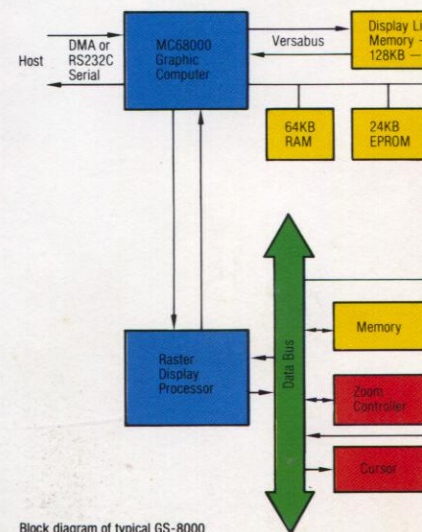 Host
DMA or
RS232C
Serial
MC68000
Graphic
Computer
Versabus
Display Li
Memory
128KB —
64KB
RAM
24KB
EPROM
Raster
Display
Processor
Data Bus
Memory
Zoom
Controller
Cursor
Block diagram of typical GS-8000